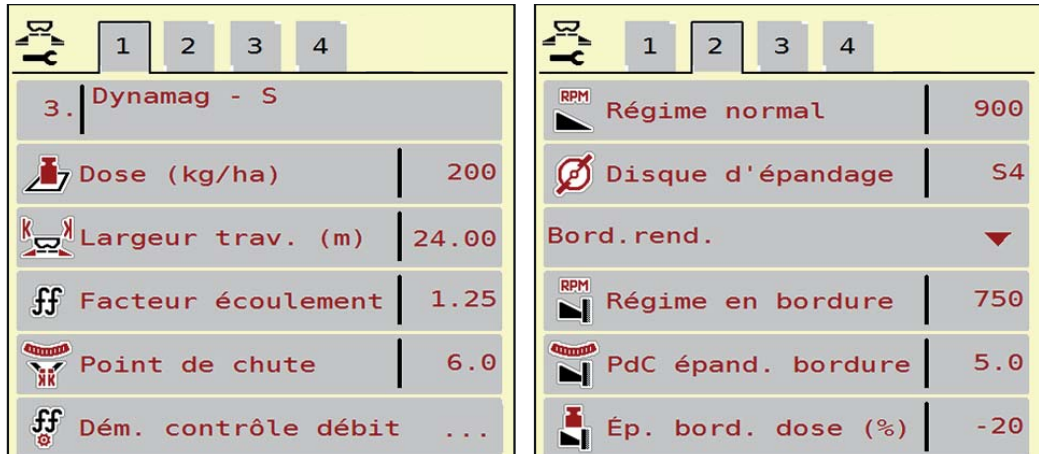 1 2 3 4
3. Dynamag - S
Dose (kg/ha) 200
Largeur trav. (m) 24.00
Facteur écoulement 1.25
Point de chute 6.0
Dém. contrôle débit ...
1 2 3 4
RPM Régime normal 900
Disque d'épandage S4
Bord.rend.
RPM Régime en bordure 750
PdC épand. bordure 5.0
Ép. bord. dose (%) -20